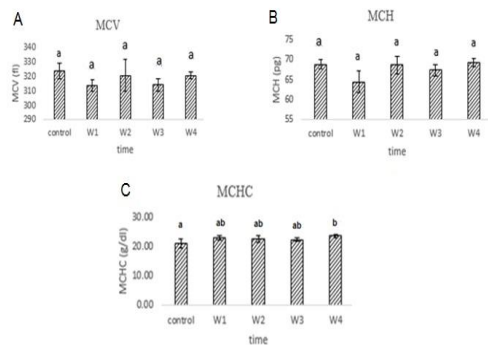 A
MCV
MCV (fl)
340
330
320
310
300
290
a a a a a
control W1 W2 W3 W4
time
B
MCH
MCH (pg)
75
70
65
60
55
a a a a a
control W1 W2 W3 W4
time
C
MCHC
MCHC (g/dl)
30.00
20.00
10.00
0.00
a ab ab ab b
control W1 W2 W3 W4
time